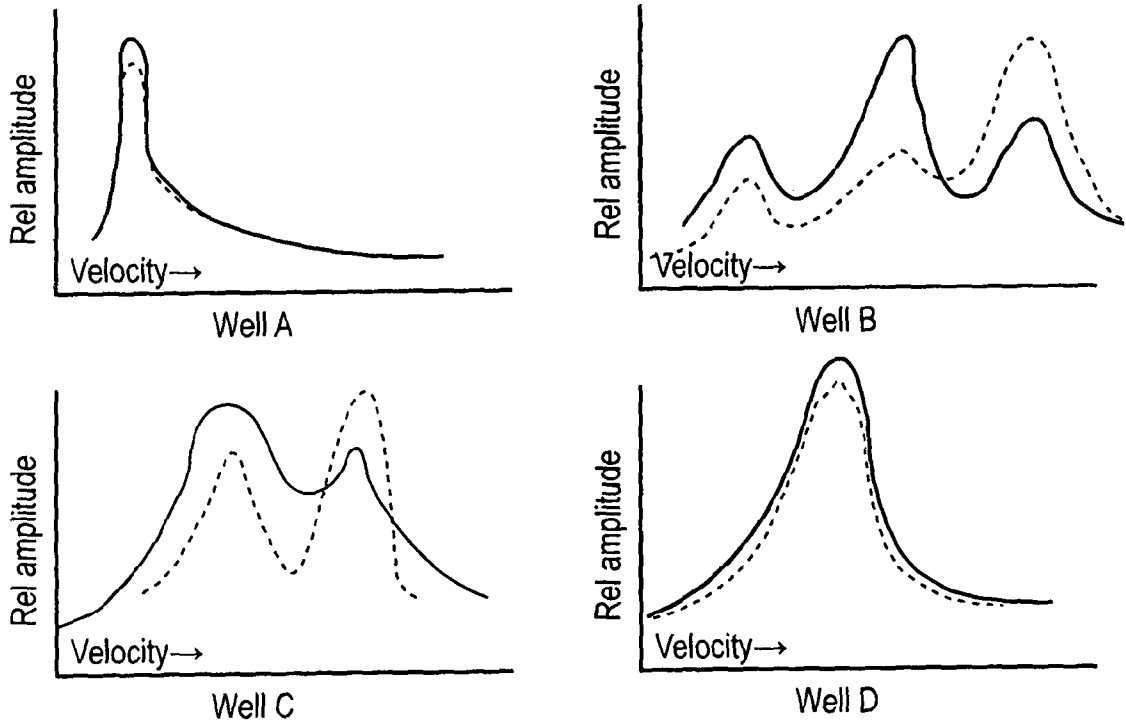 Rel amplitude
Velocity→
Well A
Rel amplitude
Velocity→
Well B
Rel amplitude
Velocity→
Well C
Rel amplitude
Velocity→
Well D